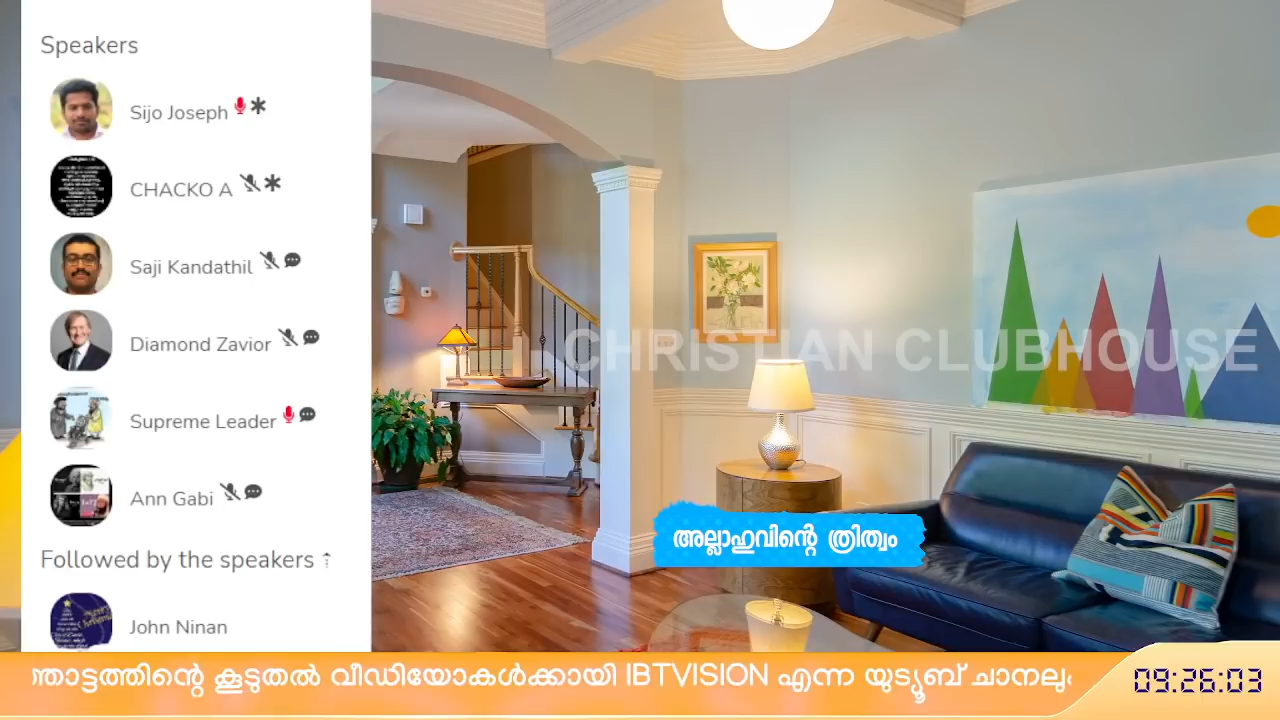 Speakers
Sijo Joseph
CHACKO A
Saji Kandathil
Diamond Zavior
Supreme Leader
Ann Gabi
Followed by the speakers
John Ninan
CHRISTIAN CLUBHOUSE
അല്ലാഹുവിന്റെ ത്രിത്വം
കൂടുതൽ വീഡിയോകൾക്കായി IBTVISION എന്ന യുട്യൂബ് ചാനലും
09:26:03